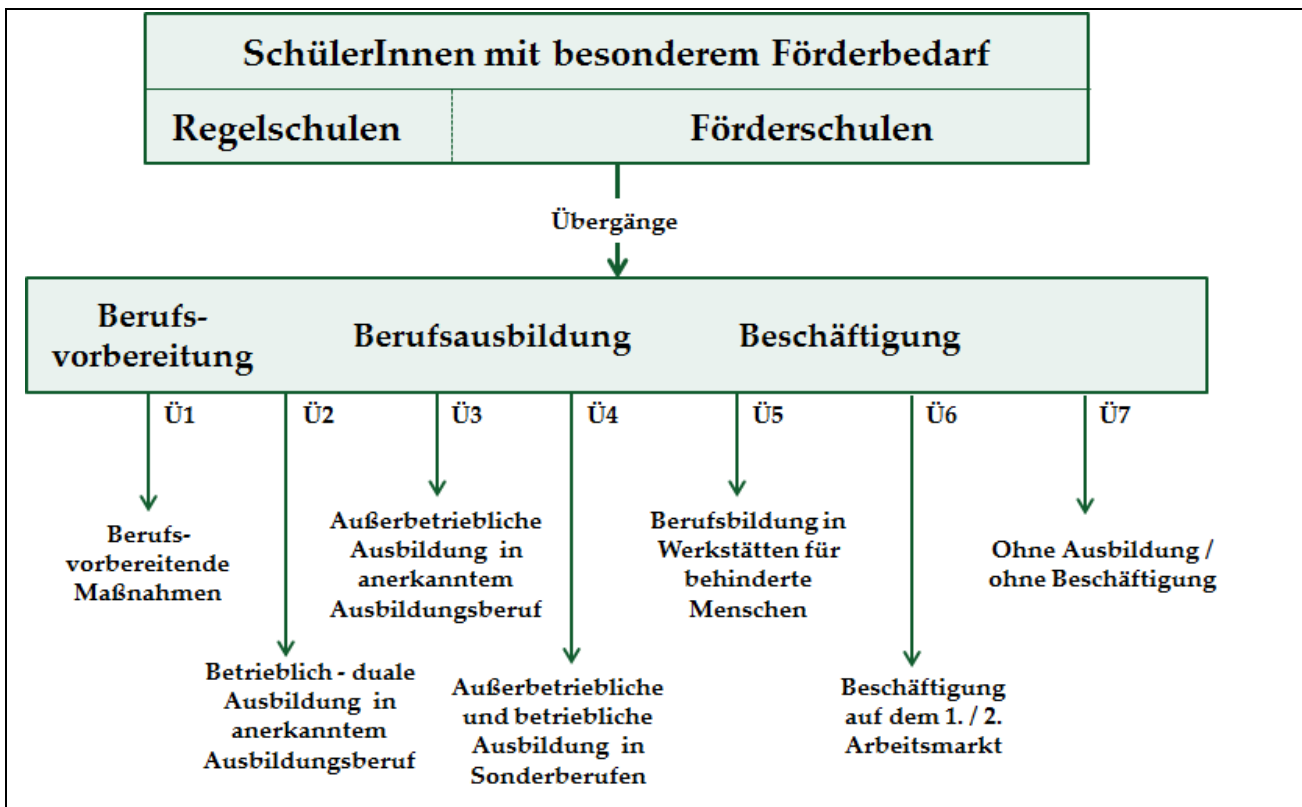 SchülerInnen mit besonderem Förderbedarf
Regelschulen
Förderschulen
Übergänge
Berufs-
vorbereitung
Berufsausbildung
Beschäftigung
Ü1
Ü2
Ü3
Ü4
Ü5
Ü6
Ü7
Berufs-
vorbereitende
Maßnahmen
Betrieblich - duale
Ausbildung in
anerkanntem
Ausbildungsberuf
Außerbetriebliche
Ausbildung in
anerkanntem
Ausbildungsberuf
Außerbetriebliche
und betriebliche
Ausbildung in
Sonderberufen
Berufsbildung in
Werkstätten für
behinderte
Menschen
Beschäftigung
auf dem 1. / 2.
Arbeitsmarkt
Ohne Ausbildung /
ohne Beschäftigung